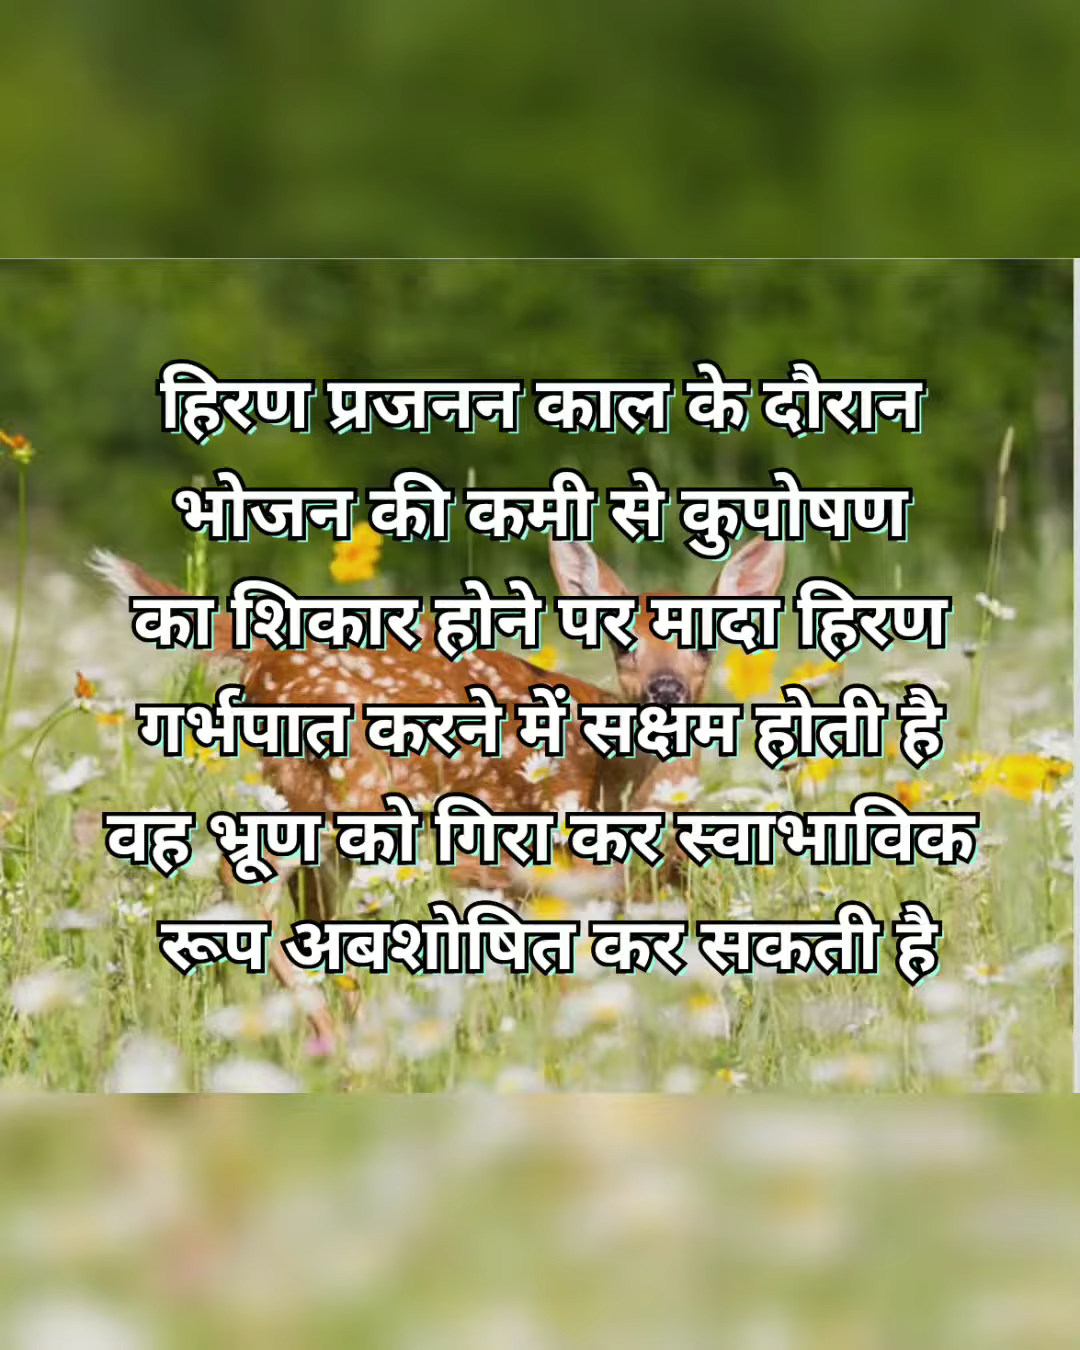 हिरण प्रजनन काल के दौरान
भोजन की कमी से कुपोषण
का शिकार होने पर मादा हिरण
गर्भपात करने में सक्षम होती है
वह भ्रूण को गिरा कर स्वाभाविक
रूप अबशोषित कर सकती है